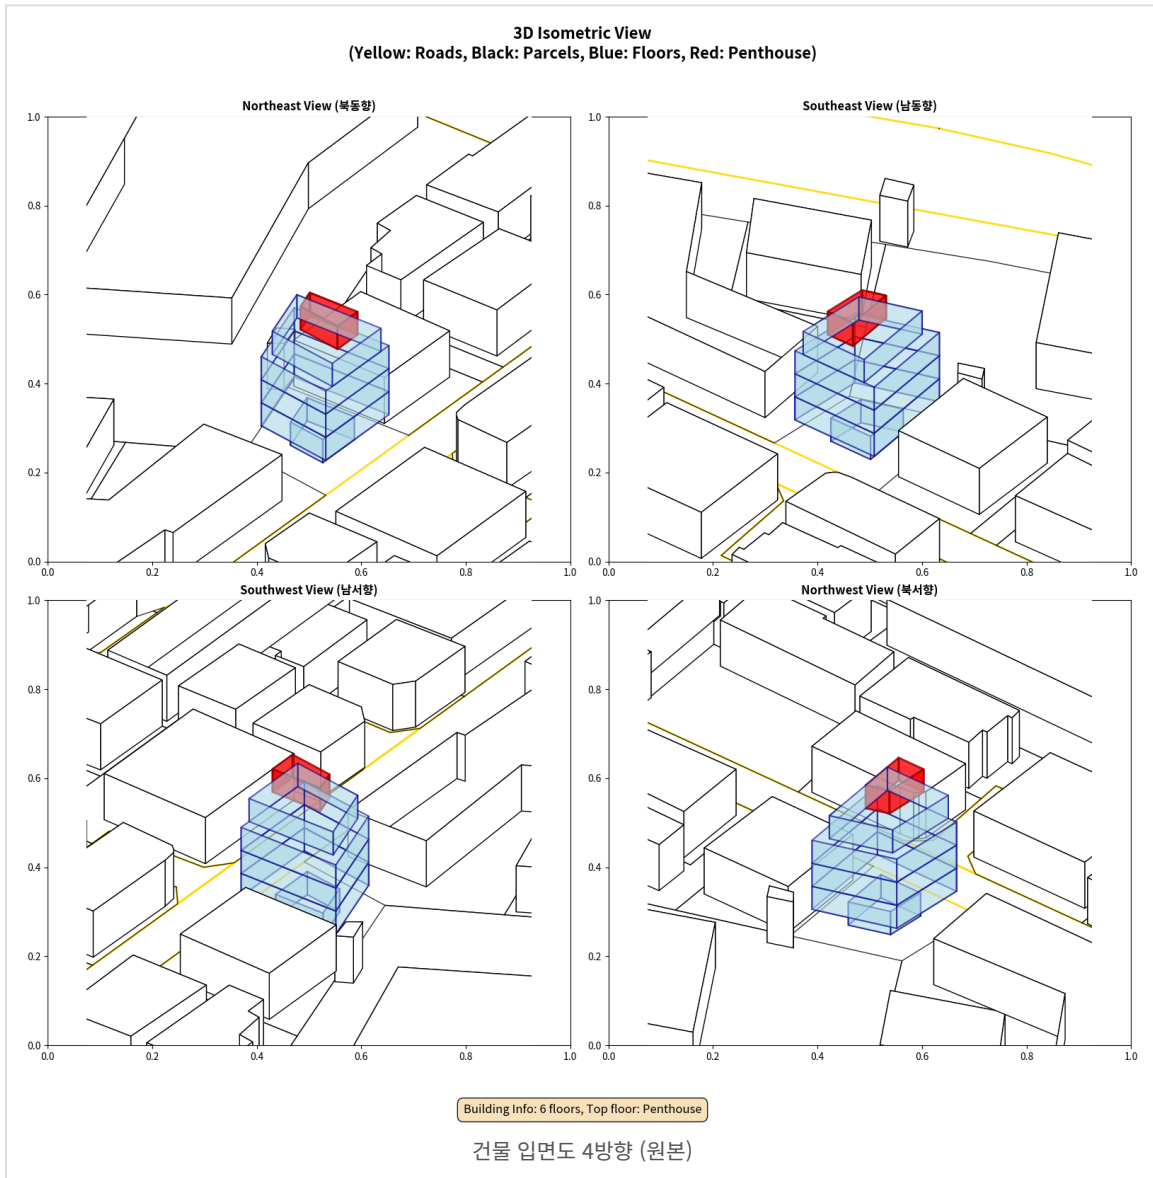 3D Isometric View
(Yellow: Roads, Black: Parcels, Blue: Floors, Red: Penthouse)
Northeast View (북동향)
1.0
0.8
0.6
0.4
0.2
0.0
0.0 0.2 0.4 0.6 0.8 1.0
Southeast View (남동향)
1.0
0.8
0.6
0.4
0.2
0.0
0.0 0.2 0.4 0.6 0.8 1.0
Southwest View (남서향)
1.0
0.8
0.6
0.4
0.2
0.0
0.0 0.2 0.4 0.6 0.8 1.0
Northwest View (북서향)
1.0
0.8
0.6
0.4
0.2
0.0
0.0 0.2 0.4 0.6 0.8 1.0
Building Info: 6 floors, Top floor: Penthouse
건물 입면도 4방향 (원본)